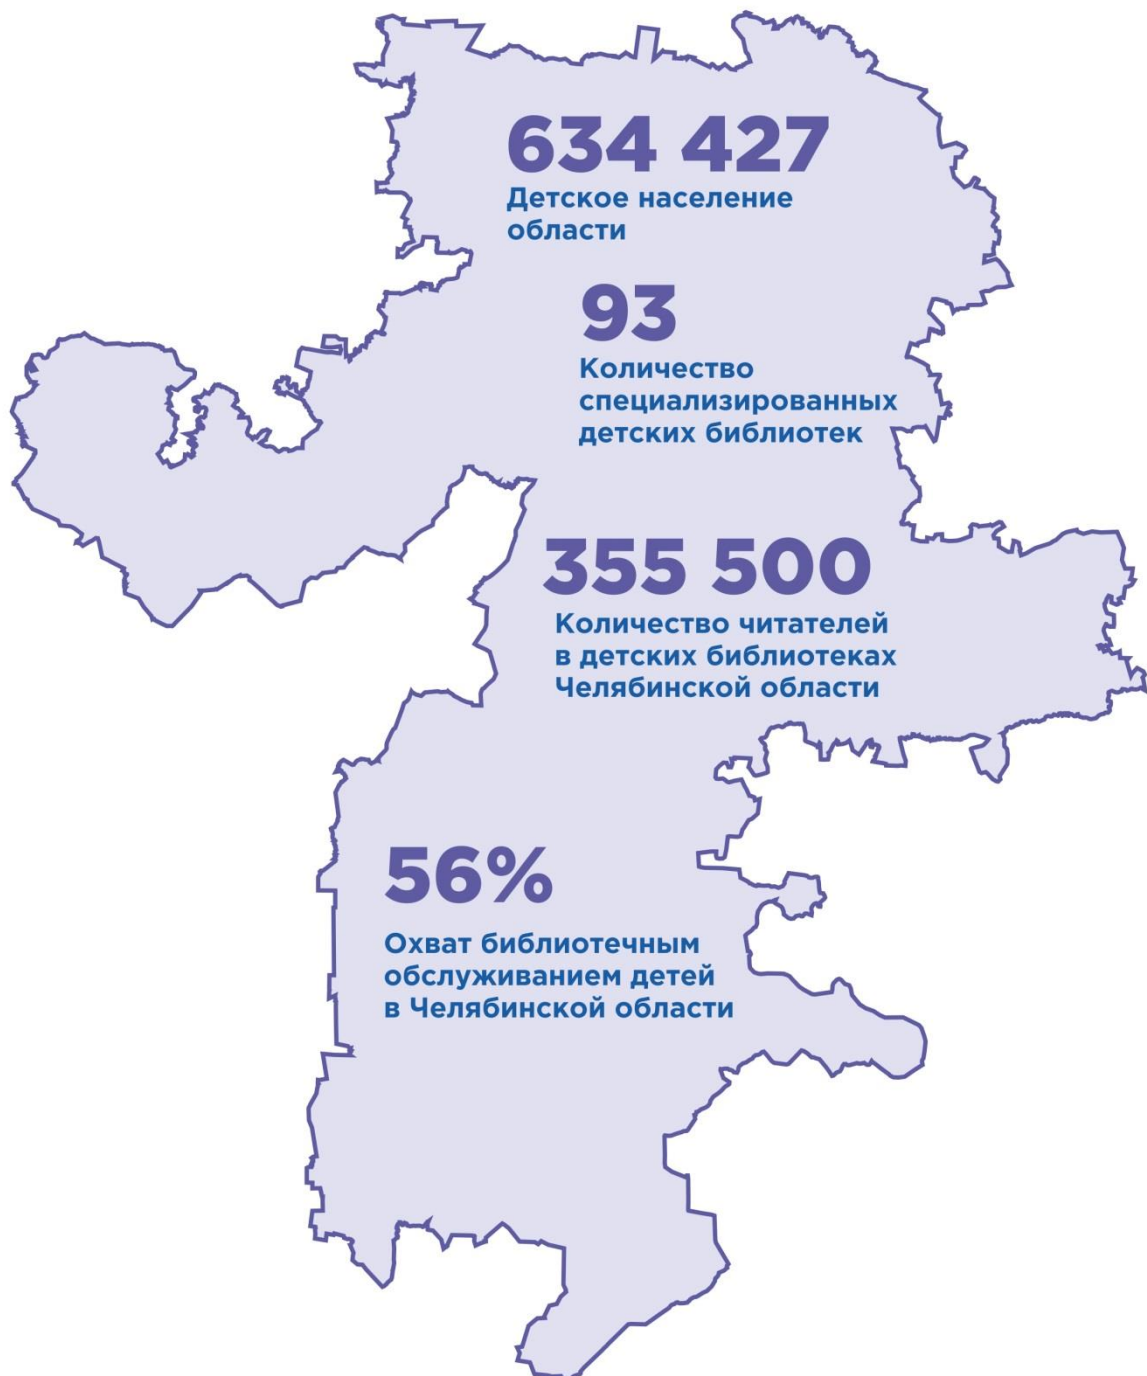 634 427
Детское население
области
93
Количество
специализированных
детских библиотек
355 500
Количество читателей
в детских библиотеках
Челябинской области
56%
Охват библиотечным
обслуживанием детей
в Челябинской области